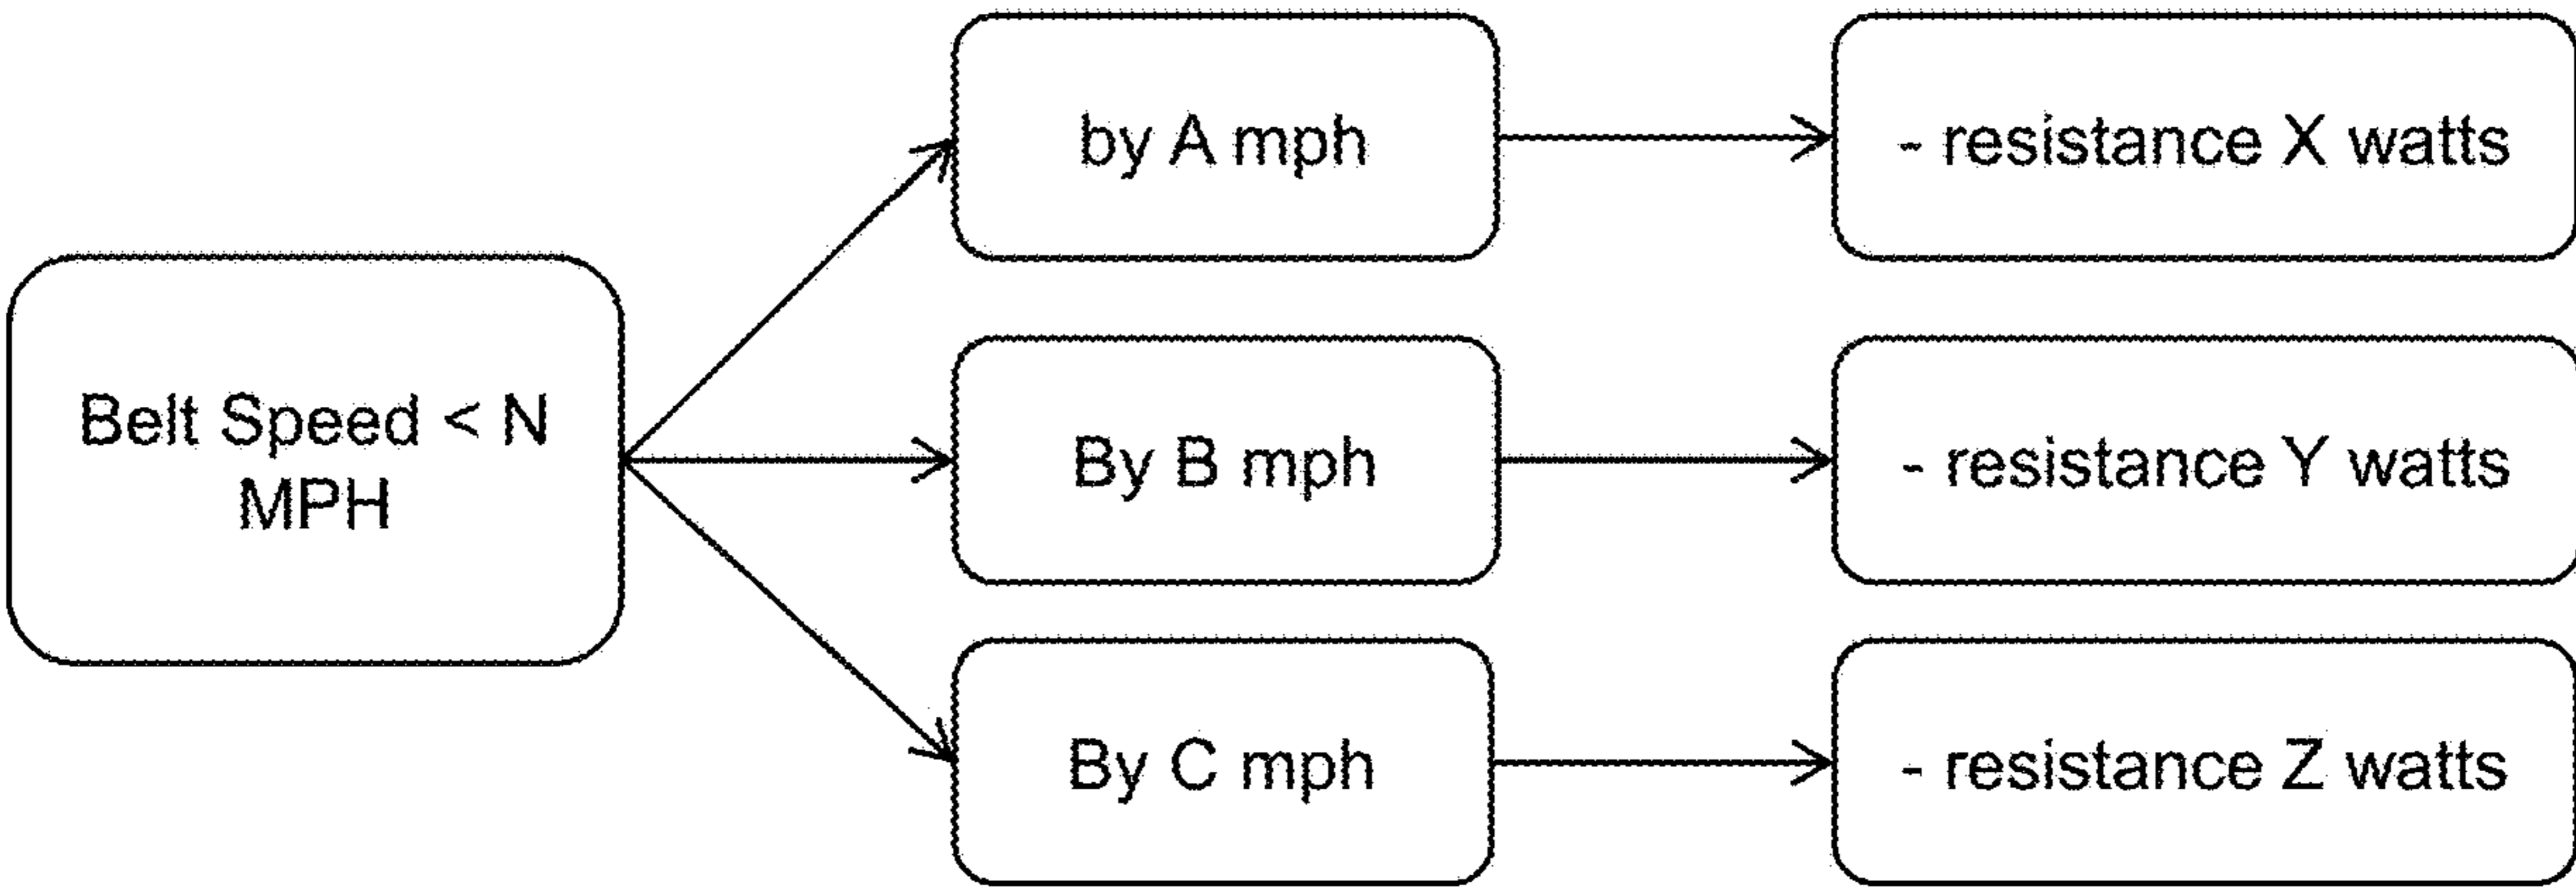 by A mph
- resistance X watts
Belt Speed < N
MPH
By B mph
- resistance Y watts
By C mph
- resistance Z watts